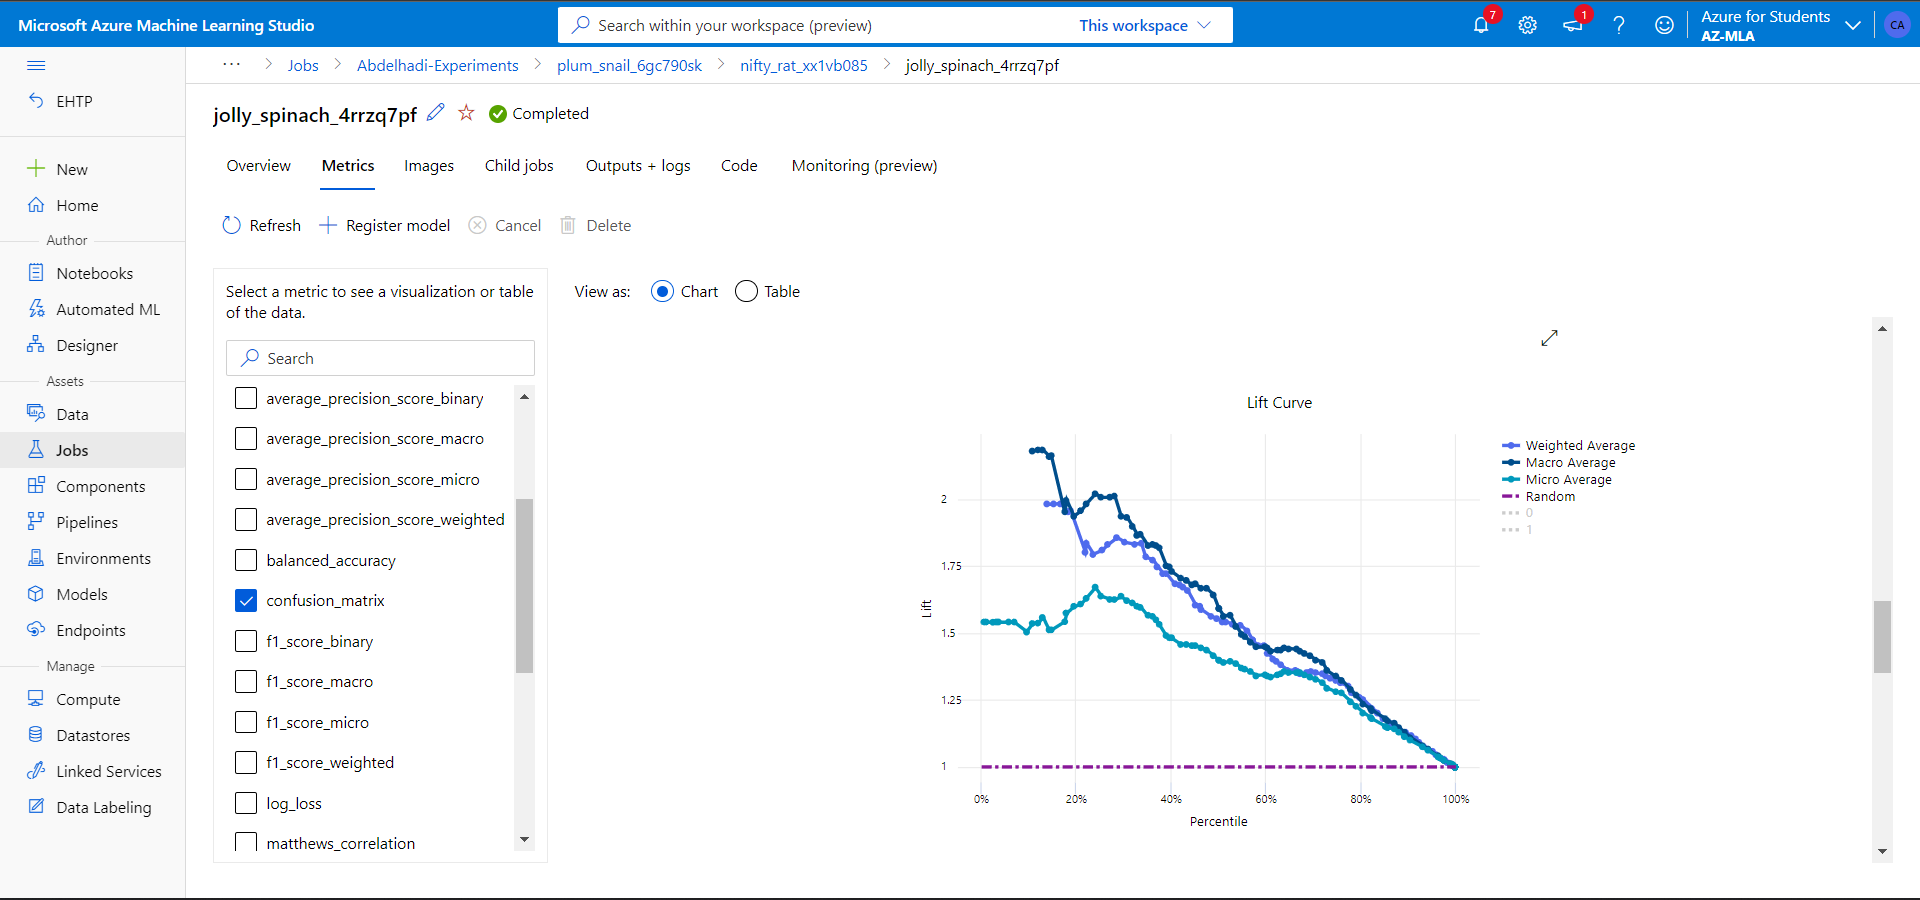 Microsoft Azure Machine Learning Studio
Search within your workspace (preview)
This workspace
7
1
?
Azure for Students
AZ-MLA
CA
EHTP
New
Home
Author
Notebooks
Automated ML
Designer
Assets
Data
Jobs
Components
Pipelines
Environments
Models
Endpoints
Manage
Compute
Datastores
Linked Services
Data Labeling
··· > Jobs > Abdelhadi-Experiments > plum_snail_6gc790sk > nifty_rat_xx1vb085 > jolly_spinach_4rrzq7pf
jolly_spinach_4rrzq7pf
Completed
Overview Metrics Images Child jobs Outputs + logs Code Monitoring (preview)
Refresh Register model Cancel Delete
Select a metric to see a visualization or table
of the data.
Search
average_precision_score_binary
average_precision_score_macro
average_precision_score_micro
average_precision_score_weighted
balanced_accuracy
confusion_matrix
f1_score_binary
f1_score_macro
f1_score_micro
f1_score_weighted
log_loss
matthews_correlation
View as: Chart Table
Lift Curve
Weighted Average
Macro Average
Micro Average
Random
0
1
Lift
2
1.75
1.5
1.25
1
0% 20% 40% 60% 80% 100%
Percentile